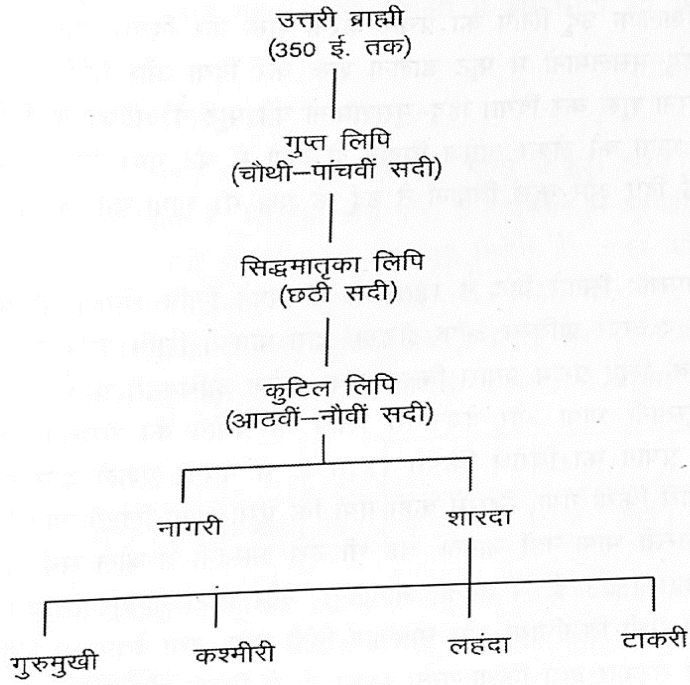 उत्तरी ब्राह्मी
(350 ई. तक)
गुप्त लिपि
(चौथी–पांचवीं सदी)
सिद्धमातृका लिपि
(छठी सदी)
कुटिल लिपि
(आठवीं–नौवीं सदी)
नागरी शारदा
गुरुमुखी कश्मीरी लहंदा टाकरी